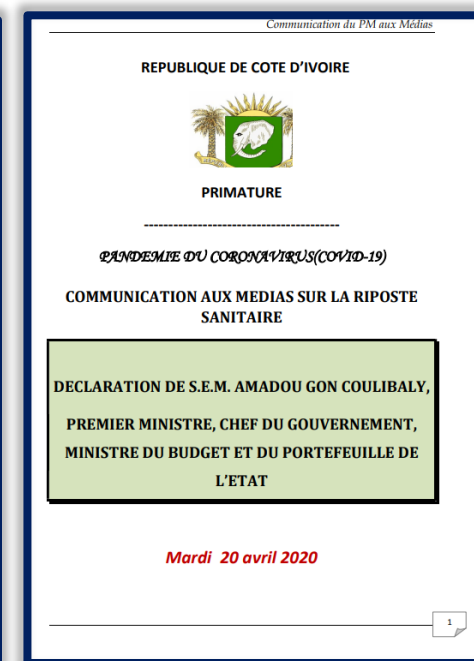 Communication du PM aux Médias
REPUBLIQUE DE COTE D’IVOIRE
PRIMATURE
----------------------------------------
PANDEMIE DU CORONAVIRUS(COVID-19)
COMMUNICATION AUX MEDIAS SUR LA RIPOSTE
SANITAIRE
DECLARATION DE S.E.M. AMADOU GON COULIBALY,
PREMIER MINISTRE, CHEF DU GOUVERNEMENT,
MINISTRE DU BUDGET ET DU PORTEFEUILLE DE
L’ETAT
Mardi 20 avril 2020
1